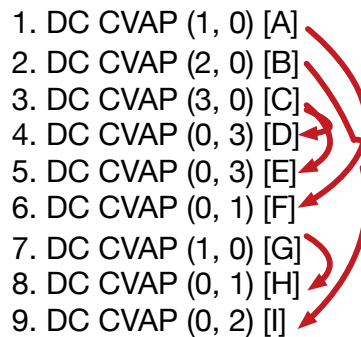 1. DC CVAP (1, 0) [A]
2. DC CVAP (2, 0) [B]
3. DC CVAP (3, 0) [C]
4. DC CVAP (0, 3) [D]
5. DC CVAP (0, 3) [E]
6. DC CVAP (0, 1) [F]
7. DC CVAP (1, 0) [G]
8. DC CVAP (0, 1) [H]
9. DC CVAP (0, 2) [I]